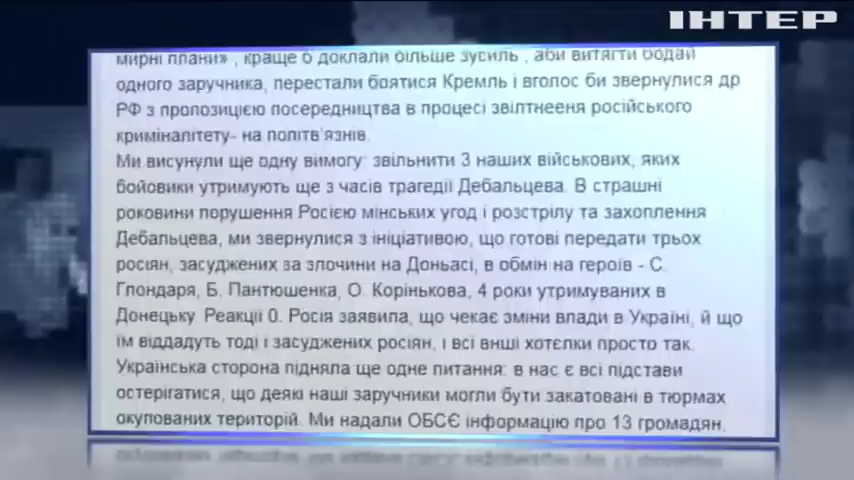 ІНТЕР
мирні плани» , краще б доклали більше зусиль , аби витягти бодай
одного заручника, перестали боятися Кремль і вголос би звернулися др
РФ з пропозицією посередництва в процесі звілтнееня російського
криміналітету- на політв'язнів.
Ми висунули ще одну вимогу: звільнити 3 наших військових, яких
бойовики утримують ще з часів трагедії Дебальцева. В страшні
роковини порушення Росією мінських угод і розстрілу та захоплення
Дебальцева, ми звернулися з ініціативою, що готові передати трьох
росіян, засуджених за злочини на Доньасі, в обмін на героїв - С.
Глондаря, Б. Пантюшенка, О. Корінькова, 4 роки утримуваних в
Донецьку. Реакції 0. Росія заявила, що чекає зміни влади в Україні, й що
їм віддадуть тоді і засуджених росіян, і всі внші хотєлки просто так.
Українська сторона підняла ще одне питання: в нас є всі підстави
остерігатися, що деякі наші заручники могли бути закатовані в тюрмах
окупованих територій. Ми надали ОБСЄ інформацію про 13 громадян,